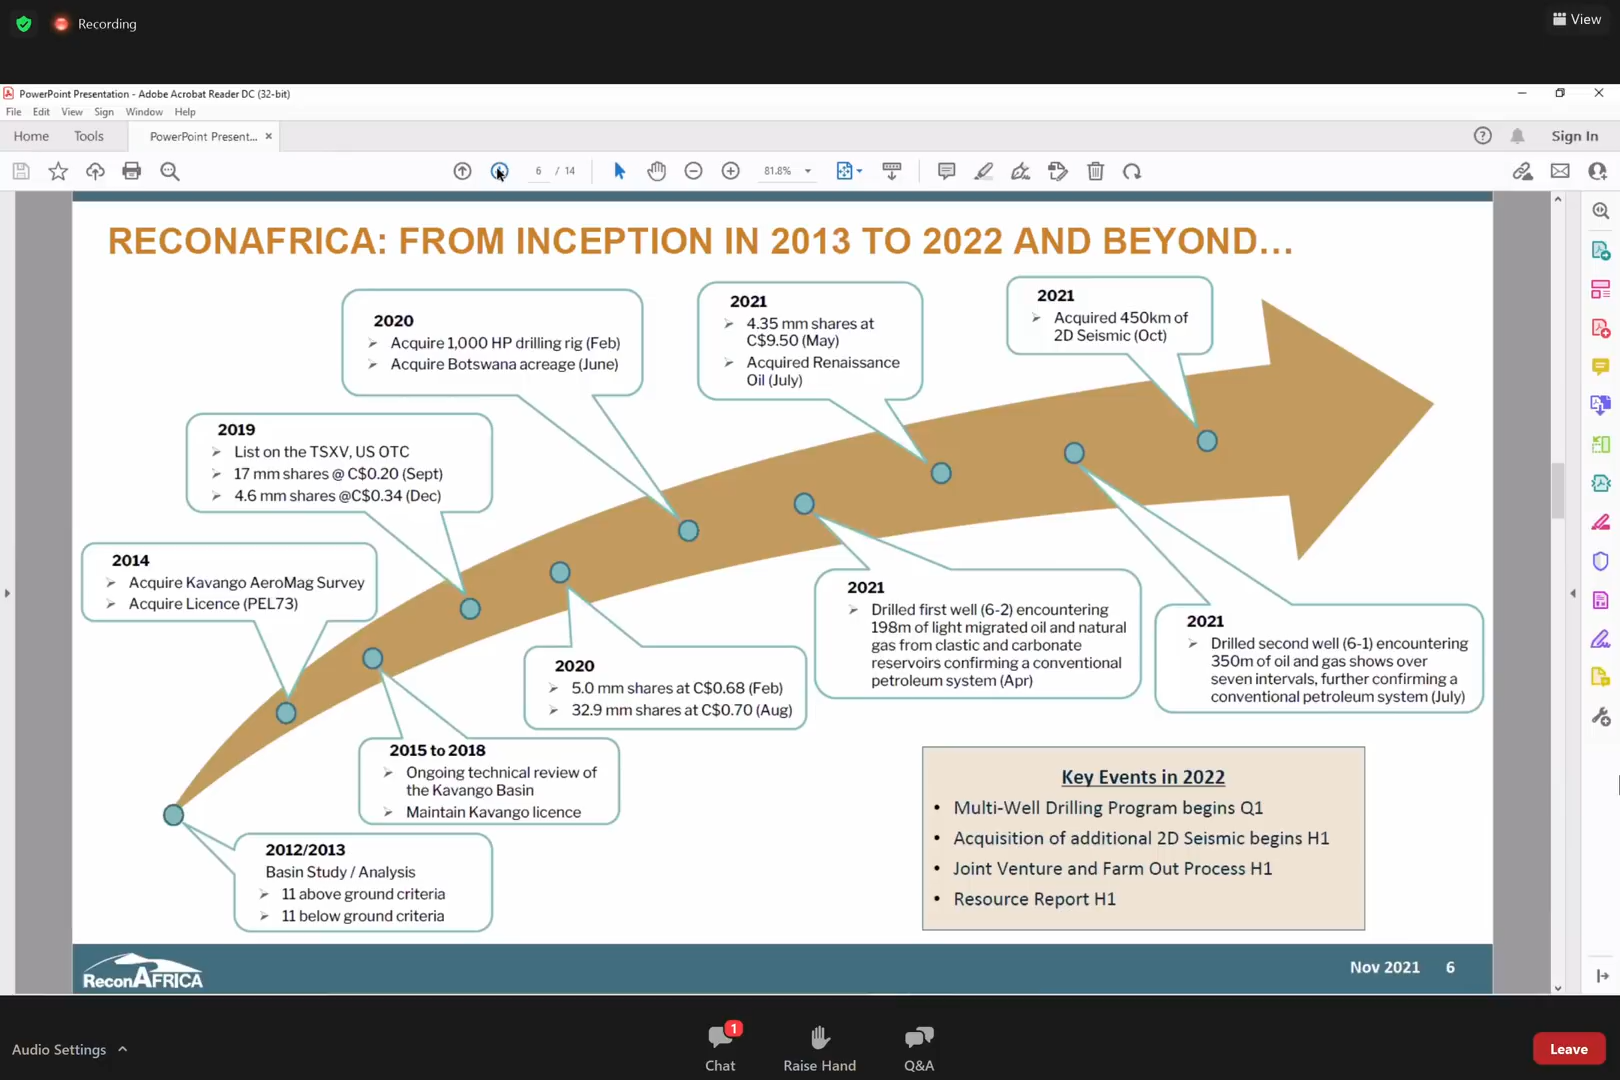 Recording
View
PowerPoint Presentation - Adobe Acrobat Reader DC (32-bit)
File Edit View Sign Window Help
Home Tools PowerPoint Present... × Sign In
6 / 14 81.8%
RECONAFRICA: FROM INCEPTION IN 2013 TO 2022 AND BEYOND...
2012/2013
Basin Study / Analysis
➢ 11 above ground criteria
➢ 11 below ground criteria
2014
➢ Acquire Kavango AeroMag Survey
➢ Acquire Licence (PEL73)
2015 to 2018
➢ Ongoing technical review of
the Kavango Basin
➢ Maintain Kavango licence
2019
➢ List on the TSXV, US OTC
➢ 17 mm shares @ C$0.20 (Sept)
➢ 4.6 mm shares @C$0.34 (Dec)
2020
➢ 5.0 mm shares at C$0.68 (Feb)
➢ 32.9 mm shares at C$0.70 (Aug)
2020
➢ Acquire 1,000 HP drilling rig (Feb)
➢ Acquire Botswana acreage (June)
2021
➢ Drilled first well (6-2) encountering
198m of light migrated oil and natural
gas from clastic and carbonate
reservoirs confirming a conventional
petroleum system (Apr)
2021
➢ 4.35 mm shares at
C$9.50 (May)
➢ Acquired Renaissance
Oil (July)
2021
➢ Drilled second well (6-1) encountering
350m of oil and gas shows over
seven intervals, further confirming a
conventional petroleum system (July)
2021
➢ Acquired 450km of
2D Seismic (Oct)
Key Events in 2022
• Multi-Well Drilling Program begins Q1
• Acquisition of additional 2D Seismic begins H1
• Joint Venture and Farm Out Process H1
• Resource Report H1
ReconAFRICA
Nov 2021 6
Audio Settings
1
Chat
Raise Hand
Q&A
Leave